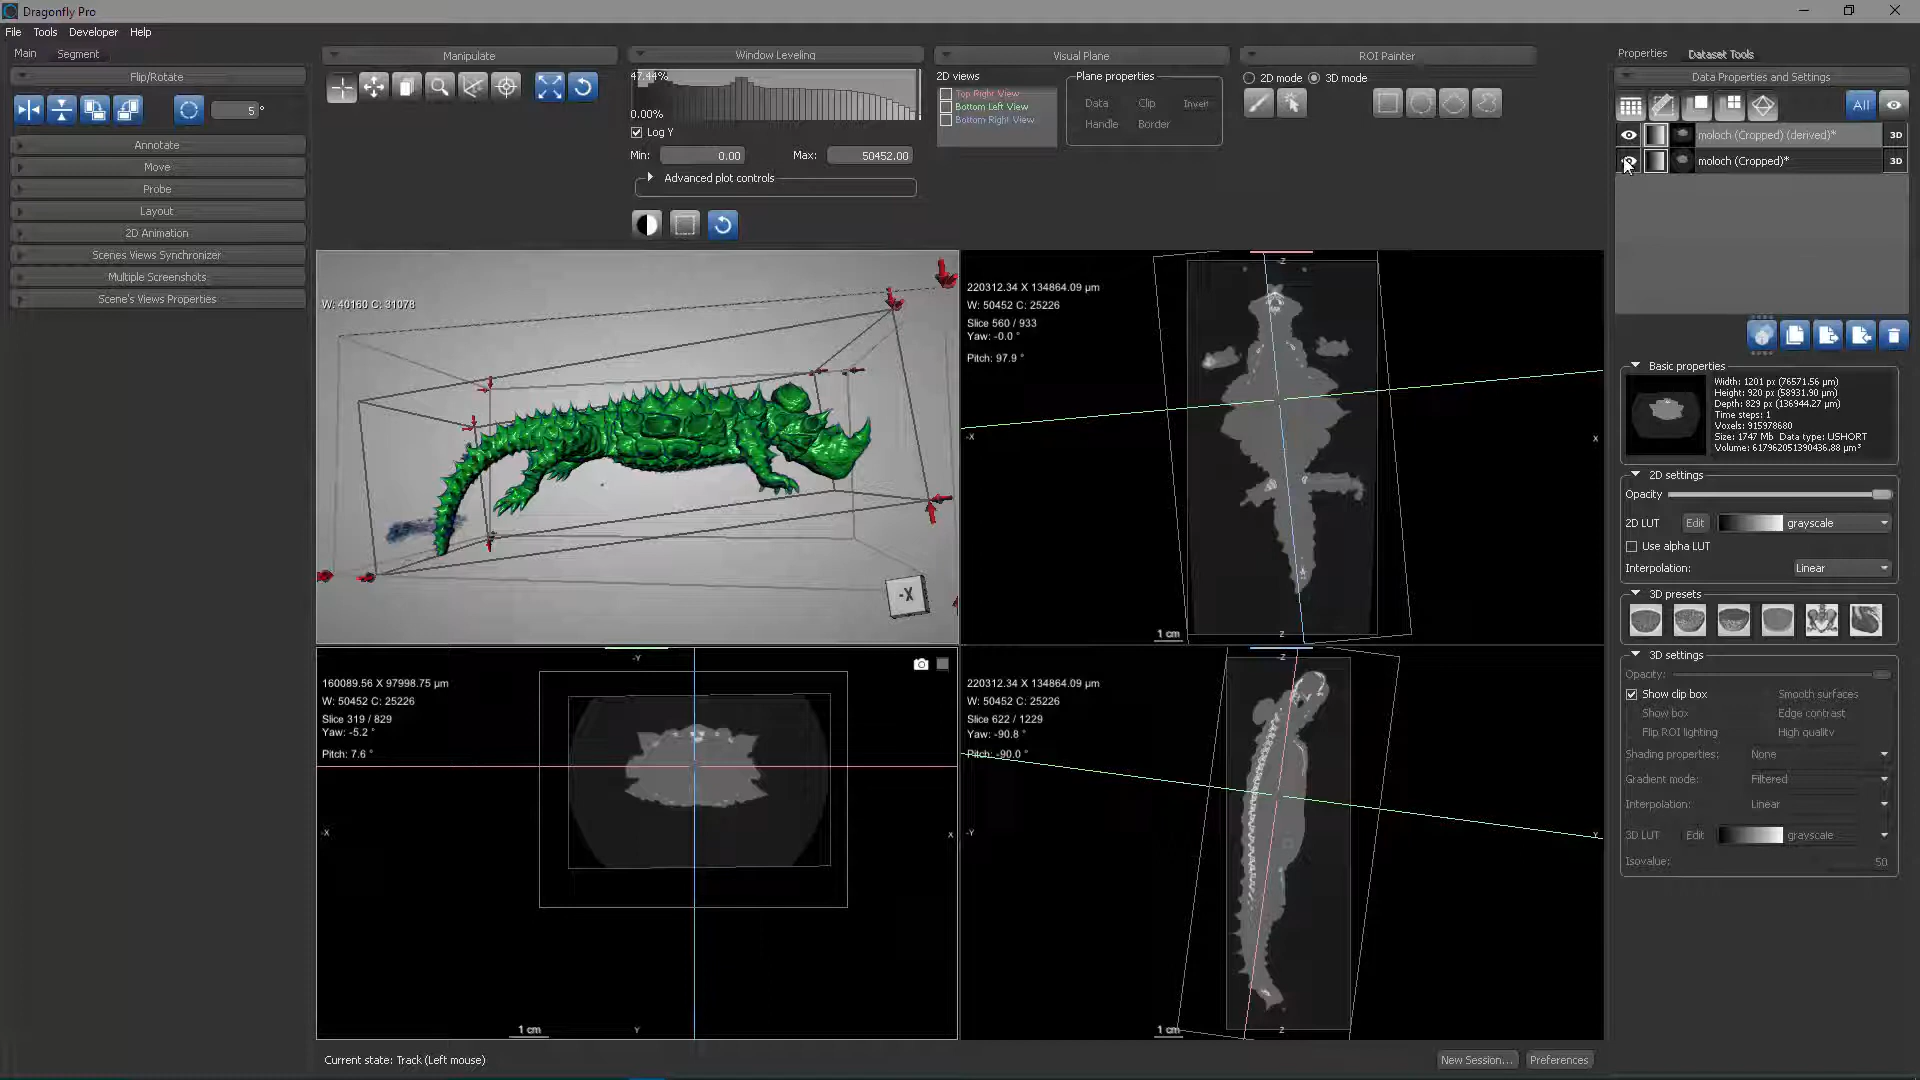 Dragonfly Pro
File Tools Developer Help
Main Segment
Flip/Rotate
5 °
Annotate
Move
Probe
Layout
2D Animation
Scenes Views Synchronizer
Multiple Screenshots
Scene's Views Properties
Manipulate
Window Leveling
47.44%
0.00%
Log Y
Min: 0.00 Max: 50452.00
Advanced plot controls
Visual Plane
2D views
Top Right View
Bottom Left View
Bottom Right View
Plane properties
Data Clip Invert
Handle Border
ROI Painter
2D mode 3D mode
W: 40160 C: 31078
-X
220312.34 X 134864.09 µm
W: 50452 C: 25226
Slice 560 / 933
Yaw: -0.0 °
Pitch: 97.9 °
-Z
-X
X
1 cm
Z
160089.56 X 97998.75 µm
W: 50452 C: 25226
Slice 319 / 829
Yaw: -5.2 °
Pitch: 7.6 °
-Y
-X
X
1 cm
Y
220312.34 X 134864.09 µm
W: 50452 C: 25226
Slice 622 / 1229
Yaw: -90.8 °
Pitch: -90.0 °
-Z
-Y
Y
1 cm
Z
Current state: Track (Left mouse)
New Session... Preferences
Properties Dataset Tools
Data Properties and Settings
All
moloch (Cropped) (derived)* 3D
moloch (Cropped)* 3D
Basic properties
Width: 1201 px (76571.56 µm)
Height: 920 px (58931.90 µm)
Depth: 829 px (136944.27 µm)
Time steps: 1
Voxels: 915978680
Size: 1747 Mb Data type: USHORT
Volume: 617962051390436.88 µm³
2D settings
Opacity
2D LUT Edit grayscale
Use alpha LUT
Interpolation: Linear
3D presets
3D settings
Opacity:
Show clip box Smooth surfaces
Show box Edge contrast
Flip ROI lighting High quality
Shading properties: None
Gradient mode: Filtered
Interpolation: Linear
3D LUT Edit grayscale
Isovalue: 50